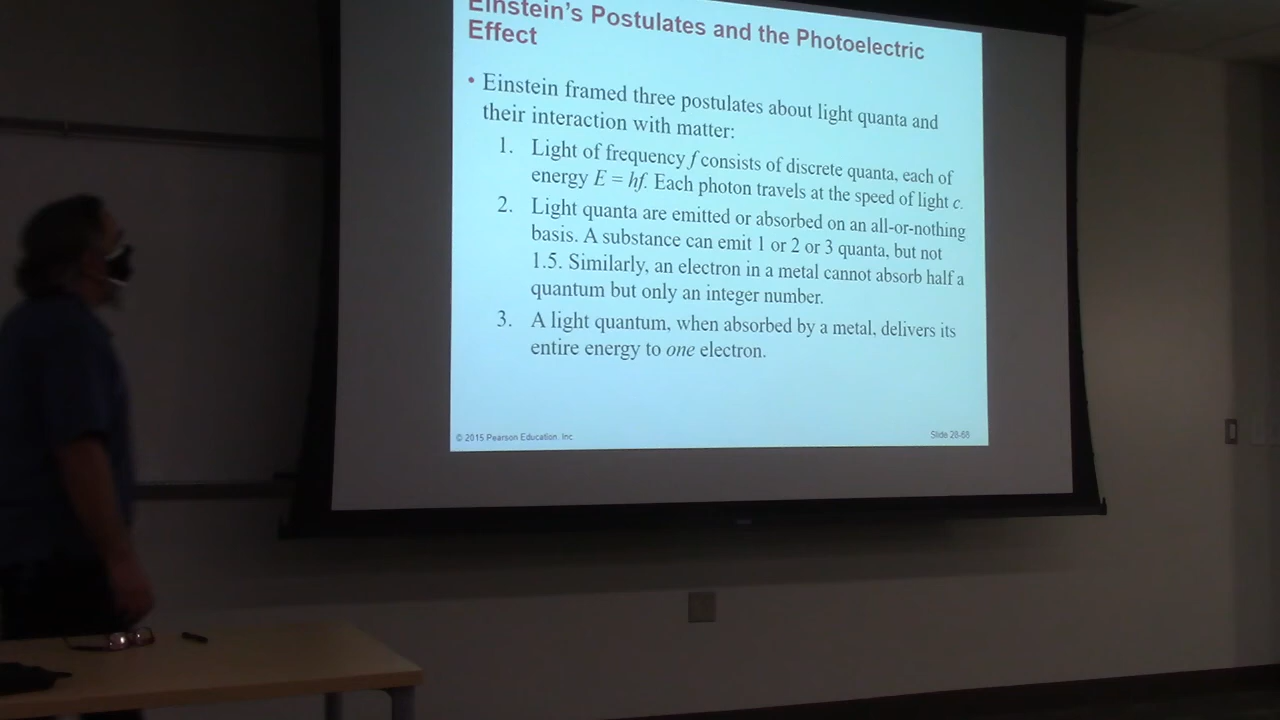 Einstein's Postulates and the Photoelectric
Effect
• Einstein framed three postulates about light quanta and
their interaction with matter:
1. Light of frequency f consists of discrete quanta, each of
energy E = hf. Each photon travels at the speed of light c.
2. Light quanta are emitted or absorbed on an all-or-nothing
basis. A substance can emit 1 or 2 or 3 quanta, but not
1.5. Similarly, an electron in a metal cannot absorb half a
quantum but only an integer number.
3. A light quantum, when absorbed by a metal, delivers its
entire energy to one electron.
© 2015 Pearson Education, Inc.
Slide 28-68